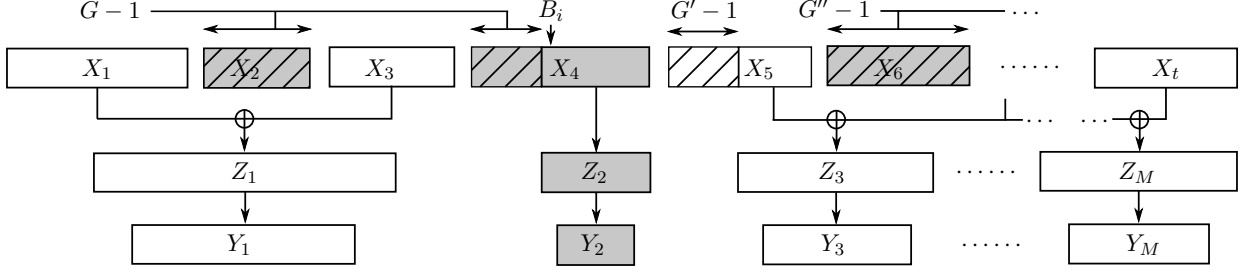 G − 1 B_i G′ − 1 G″ − 1 ...
X_1 X_2 X_3 X_4 X_5 X_6 ...... X_t
⊕ ⊕ ... ... ⊕
Z_1 Z_2 Z_3 ...... Z_M
Y_1 Y_2 Y_3 ...... Y_M